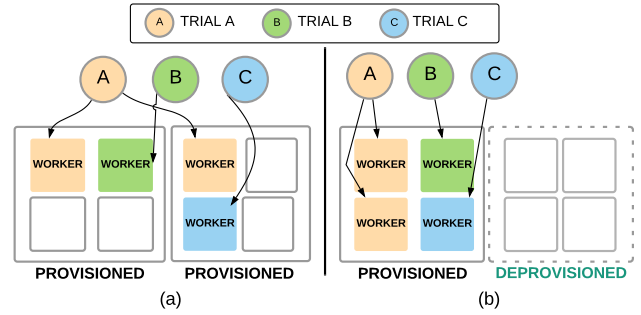 A TRIAL A B TRIAL B C TRIAL C
A B C A B C
WORKER WORKER WORKER WORKER WORKER
WORKER WORKER WORKER
PROVISIONED PROVISIONED PROVISIONED DEPROVISIONED
(a) (b)